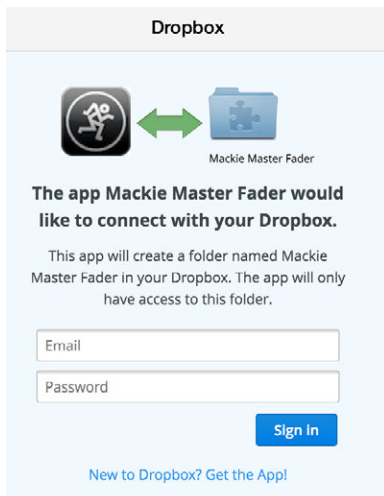 Dropbox
Mackie Master Fader
The app Mackie Master Fader would
like to connect with your Dropbox.
This app will create a folder named Mackie
Master Fader in your Dropbox. The app will only
have access to this folder.
Email
Password
Sign in
New to Dropbox? Get the App!